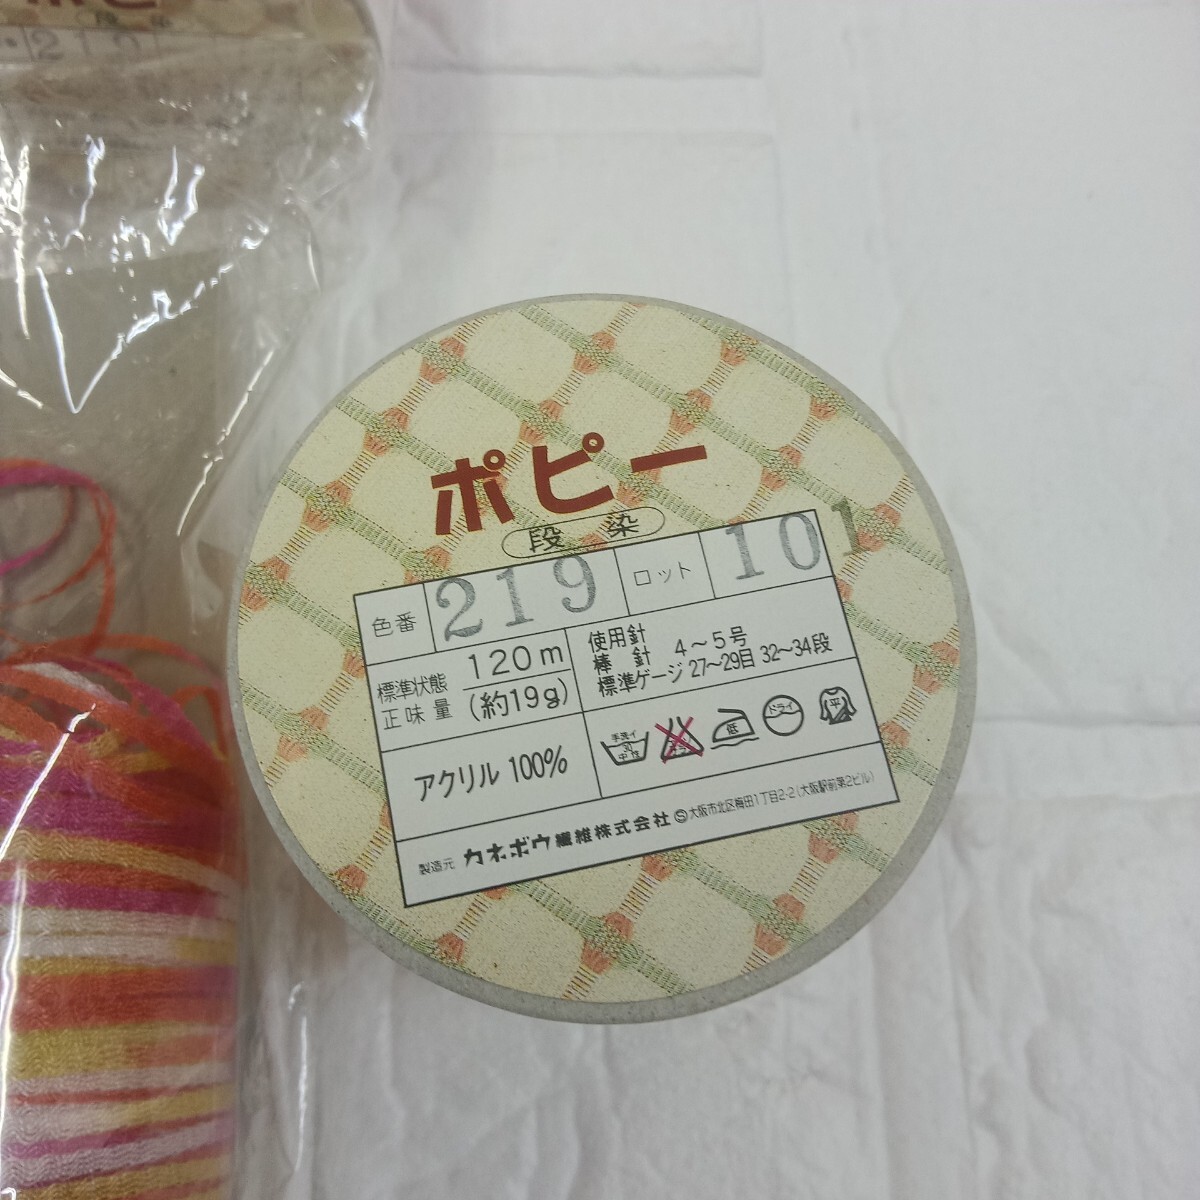 219
ポピー
段染
色番 219 ロット 101
標準状態
正味量
120m
(約19g)
使用針
棒針 4～5号
標準ゲージ 27～29目 32～34段
アクリル 100%
手洗イ
30
中性
低
ドライ
平
製造元 カネボウ繊維株式会社 Ⓢ大阪市北区梅田1丁目2-2(大阪駅前第2ビル)